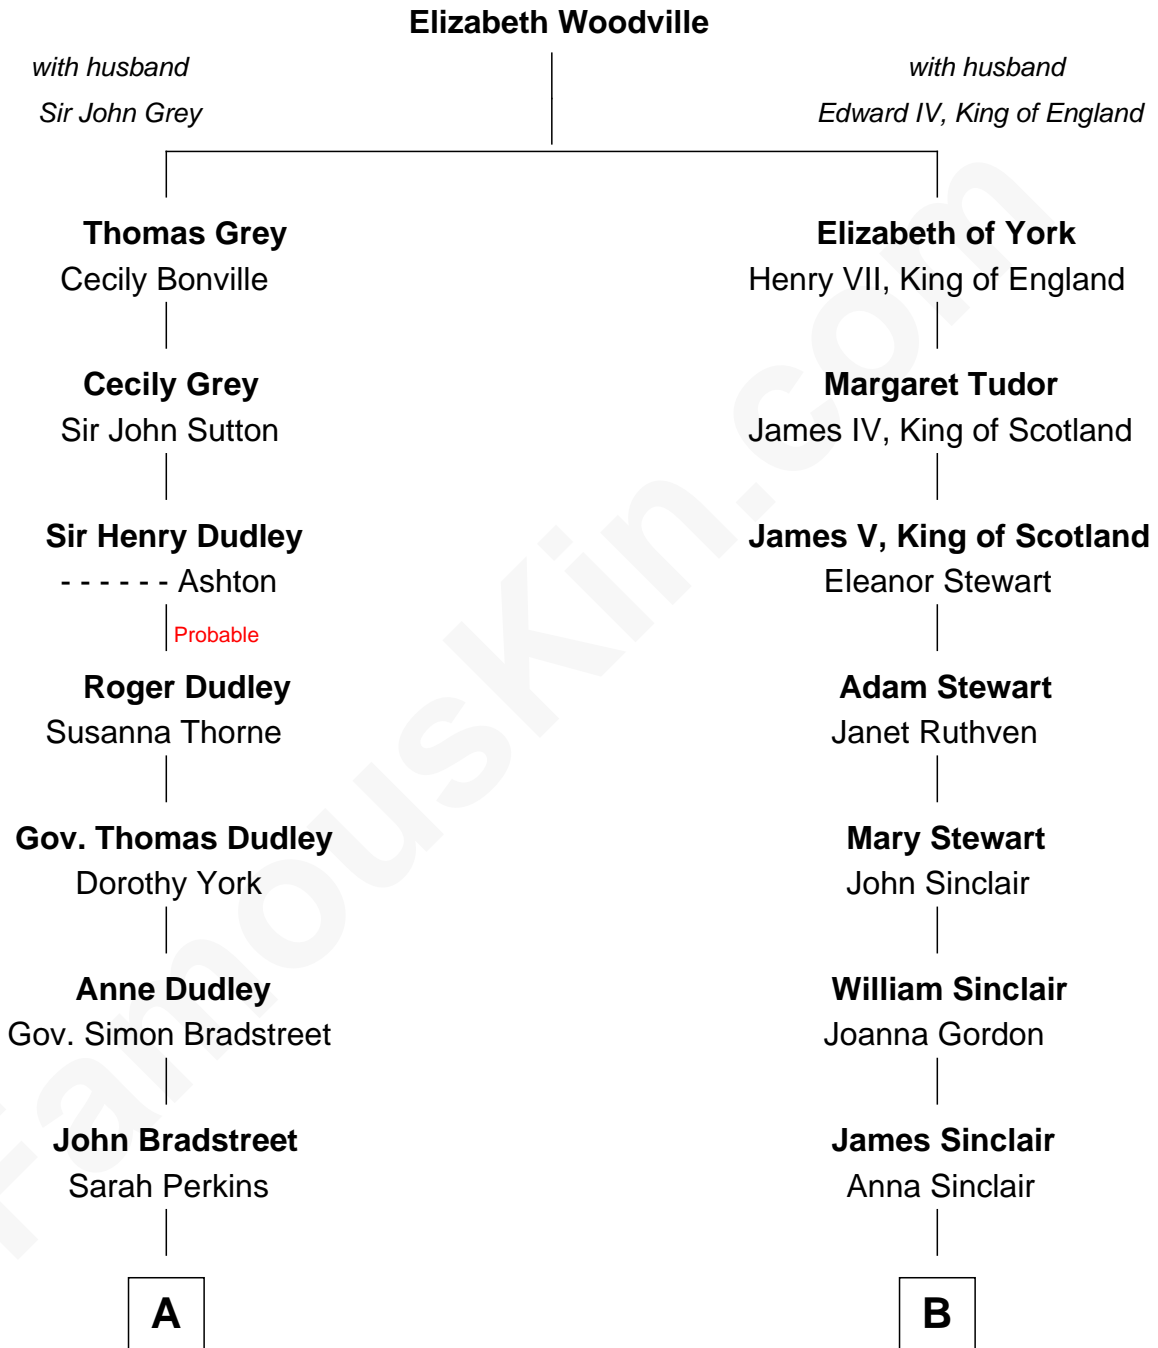 Elizabeth Woodville
with husband
Sir John Grey
with husband
Edward IV, King of England
Thomas Grey
Cecily Bonville
Elizabeth of York
Henry VII, King of England
Cecily Grey
Sir John Sutton
Margaret Tudor
James IV, King of Scotland
Sir Henry Dudley
- - - - - - Ashton
James V, King of Scotland
Eleanor Stewart
Probable
Roger Dudley
Susanna Thorne
Adam Stewart
Janet Ruthven
Gov. Thomas Dudley
Dorothy York
Mary Stewart
John Sinclair
Anne Dudley
Gov. Simon Bradstreet
William Sinclair
Joanna Gordon
John Bradstreet
Sarah Perkins
James Sinclair
Anna Sinclair
A
B
FamousKin.com